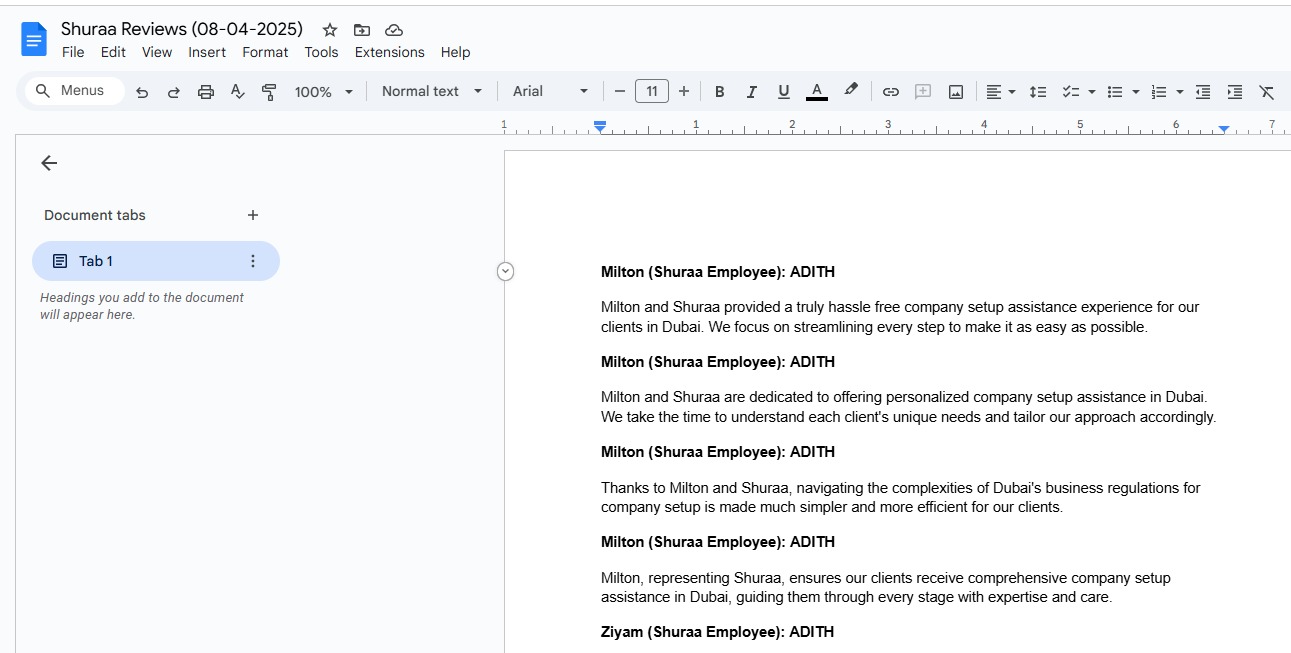 Shuraa Reviews (08-04-2025)
File Edit View Insert Format Tools Extensions Help
Menus 100% Normal text Arial 11 B I U A
1 1 2 3 4 5 6 7
Document tabs
Tab 1
Headings you add to the document
will appear here.
Milton (Shuraa Employee): ADITH
Milton and Shuraa provided a truly hassle free company setup assistance experience for our
clients in Dubai. We focus on streamlining every step to make it as easy as possible.
Milton (Shuraa Employee): ADITH
Milton and Shuraa are dedicated to offering personalized company setup assistance in Dubai.
We take the time to understand each client's unique needs and tailor our approach accordingly.
Milton (Shuraa Employee): ADITH
Thanks to Milton and Shuraa, navigating the complexities of Dubai's business regulations for
company setup is made much simpler and more efficient for our clients.
Milton (Shuraa Employee): ADITH
Milton, representing Shuraa, ensures our clients receive comprehensive company setup
assistance in Dubai, guiding them through every stage with expertise and care.
Ziyam (Shuraa Employee): ADITH